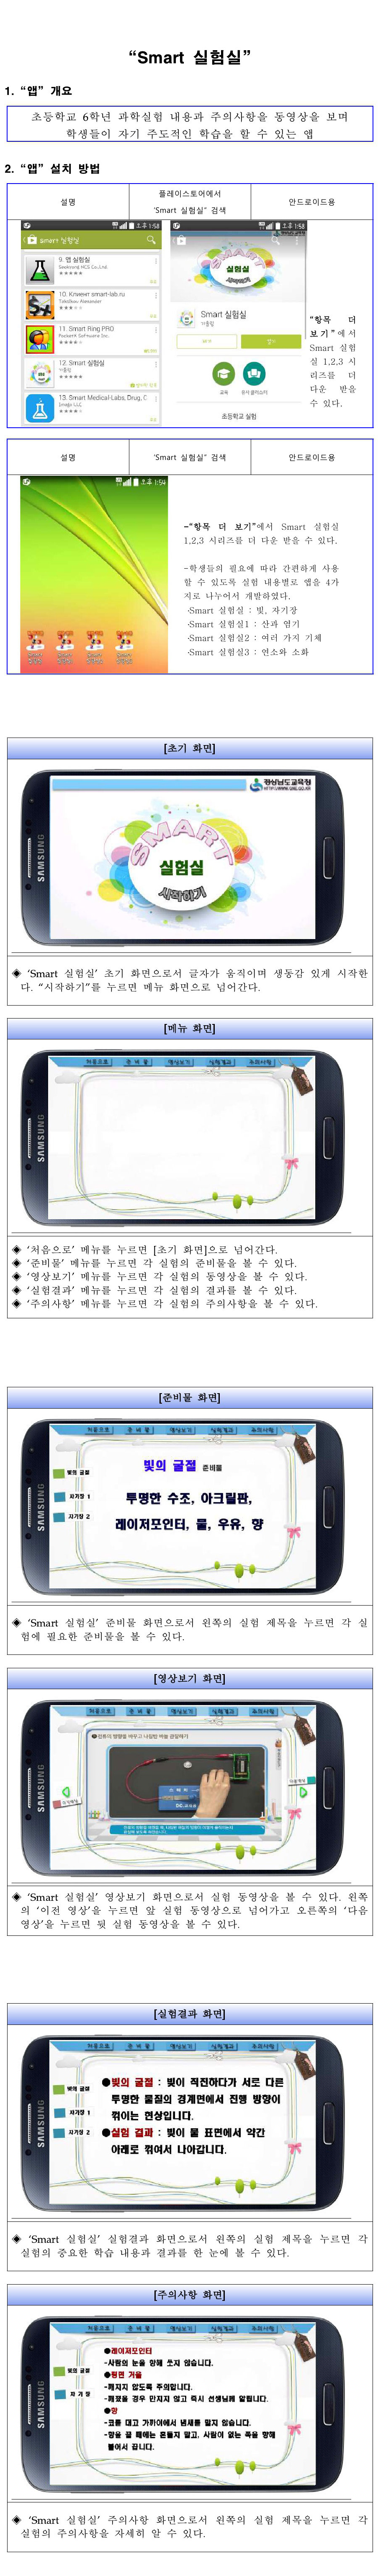 “Smart 실험실”
1. “앱” 개요
초등학교 6학년 과학실험 내용과 주의사항을 동영상을 보며
학생들이 자기 주도적인 학습을 할 수 있는 앱
2. “앱” 설치 방법
설명
플레이스토어에서
'Smart 실험실” 검색
안드로이드용
오후 1:58
smart 실험실
9. 앱 실험실
10. Клиент smart-lab.ru
11. Smart Ring PRO
12. Smart 실험실
13. Smart Medical-Labs, Drug, C
오후 1:58
SMART
실험실
Smart 실험실
열기
교육
유사 콘텐츠
초등학교 실험
“항목 더
보기”에서
Smart 실험
실 1,2,3 시
리즈를 더
다운 받을
수 있다.
설명
'Smart 실험실” 검색
안드로이드용
오후 1:54
-“항목 더 보기”에서 Smart 실험실
1,2,3 시리즈를 더 다운 받을 수 있다.
-학생들의 필요에 따라 간편하게 사용
할 수 있도록 실험 내용별로 앱을 4가
지로 나누어서 개발하였다.
·Smart 실험실 : 빛, 자기장
·Smart 실험실1 : 산과 염기
·Smart 실험실2 : 여러 가지 기체
·Smart 실험실3 : 연소와 소화
[초기 화면]
SAMSUNG
SMART
실험실
시작하기
◈ ‘Smart 실험실’ 초기 화면으로서 글자가 움직이며 생동감 있게 시작한
다. “시작하기”를 누르면 메뉴 화면으로 넘어간다.
[메뉴 화면]
처음으로 준 비 물 영상보기 실험결과 주의사항
SAMSUNG
◈ ‘처음으로’ 메뉴를 누르면 [초기 화면]으로 넘어간다.
◈ ‘준비물’ 메뉴를 누르면 각 실험의 준비물을 볼 수 있다.
◈ ‘영상보기’ 메뉴를 누르면 각 실험의 동영상을 볼 수 있다.
◈ ‘실험결과’ 메뉴를 누르면 각 실험의 결과를 볼 수 있다.
◈ ‘주의사항’ 메뉴를 누르면 각 실험의 주의사항을 볼 수 있다.
[준비물 화면]
처음으로 준 비 물 영상보기 실험결과 주의사항
SAMSUNG
빛의 굴절
자기장 1
자기장 2
빛의 굴절 준비물
투명한 수조, 아크릴판,
레이저포인터, 물, 우유, 향
◈ ‘Smart 실험실’ 준비물 화면으로서 왼쪽의 실험 제목을 누르면 각 실
험에 필요한 준비물을 볼 수 있다.
[영상보기 화면]
처음으로 준 비 물 영상보기 실험결과 주의사항
SAMSUNG
전류의 방향을 바꾸고 나침반 바늘 관찰하기
◈ ‘Smart 실험실’ 영상보기 화면으로서 실험 동영상을 볼 수 있다. 왼쪽
의 ‘이전 영상’을 누르면 앞 실험 동영상으로 넘어가고 오른쪽의 ‘다음
영상’을 누르면 뒷 실험 동영상을 볼 수 있다.
[실험결과 화면]
처음으로 준 비 물 영상보기 실험결과 주의사항
SAMSUNG
빛의 굴절
자기장 1
자기장 2
●빛의 굴절 : 빛이 직진하다가 서로 다른
투명한 물질의 경계면에서 진행 방향이
꺾이는 현상입니다.
●실험 결과 : 빛이 물 표면에서 약간
아래로 꺾여서 나아갑니다.
◈ ‘Smart 실험실’ 실험결과 화면으로서 왼쪽의 실험 제목을 누르면 각
실험의 중요한 학습 내용과 결과를 한 눈에 볼 수 있다.
[주의사항 화면]
처음으로 준 비 물 영상보기 실험결과 주의사항
SAMSUNG
빛의 굴절
자 기 장
●레이저포인터
-사람의 눈을 향해 쏘지 않습니다.
●평면 거울
-깨지지 않도록 주의합니다.
-깨졌을 경우 만지지 않고 즉시 선생님께 알립니다.
●향
-코를 대고 가까이에서 냄새를 맡지 않습니다.
-향을 끌 때에는 흔들지 말고, 사람이 없는 쪽을 향해
불어서 끕니다.
◈ ‘Smart 실험실’ 주의사항 화면으로서 왼쪽의 실험 제목을 누르면 각
실험의 주의사항을 자세히 알 수 있다.